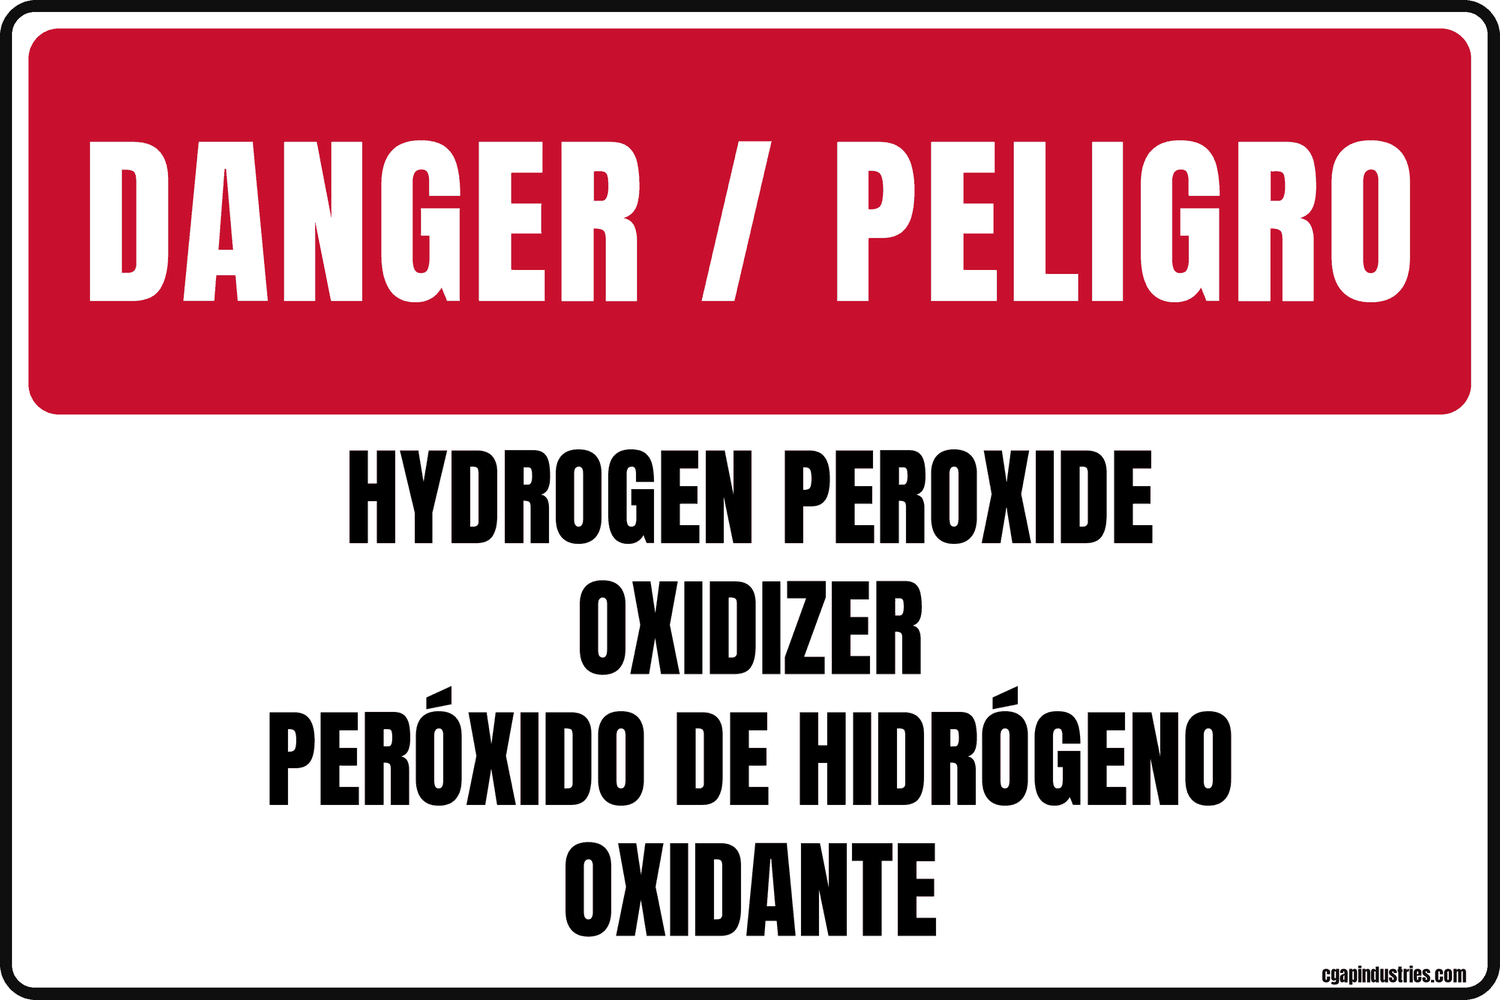 DANGER / PELIGRO
HYDROGEN PEROXIDE
OXIDIZER
PERÓXIDO DE HIDRÓGENO
OXIDANTE
cgapindustries.com